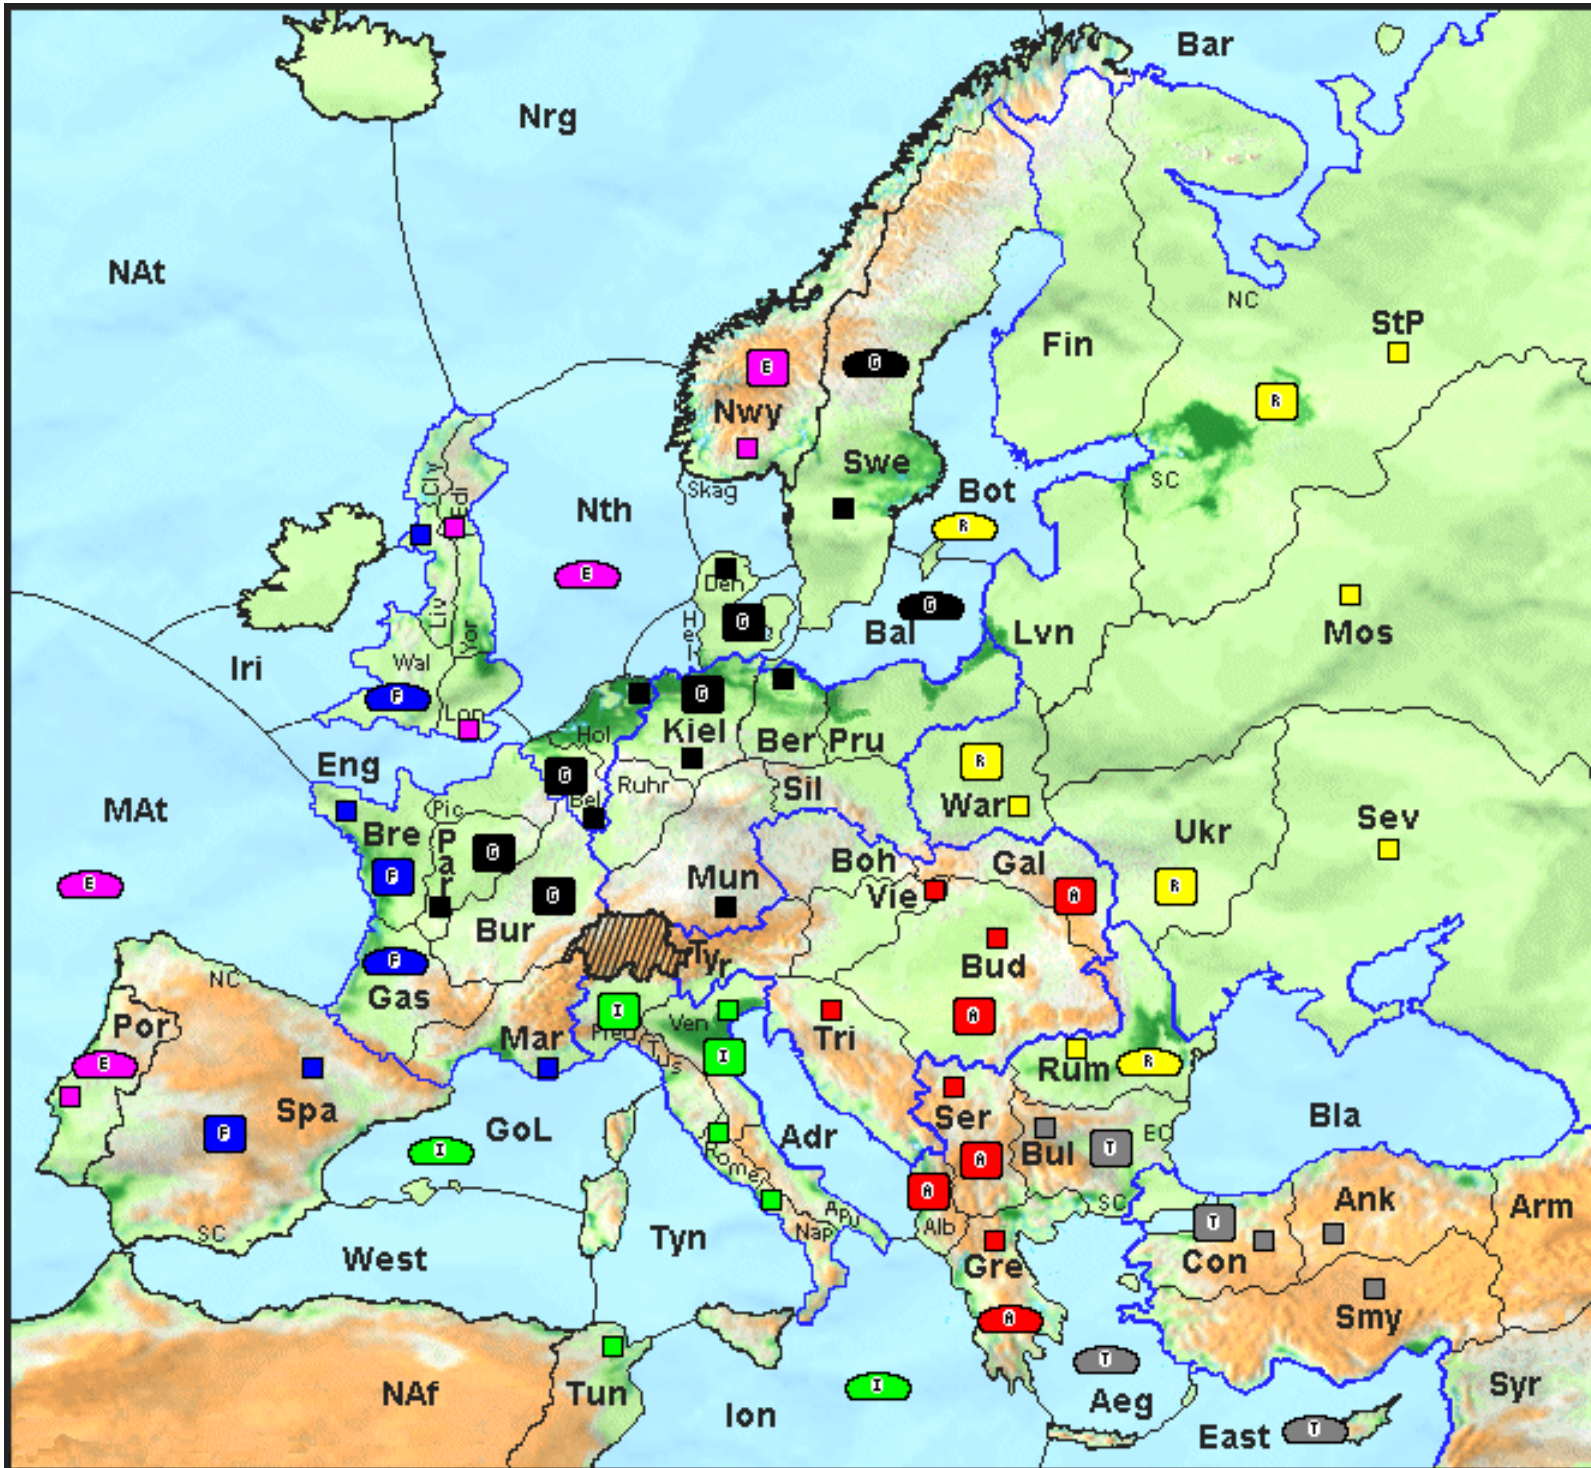 Bar
Nrg
NAt
NC
StP
Fin
E
G
R
Nwy
Swe
Cly
Edi
Skag
Bot
SC
Nth
R
E
Den
G
G
Hel
Bal
Lvn
Mos
Liv
Yor
Iri
Wal
F
Lon
G
Kiel
Hol
Ber
Pru
R
Eng
G
Bel
Ruhr
Sil
War
MAt
Pic
Bre
Par
G
Boh
Gal
Ukr
Sev
E
F
G
Mun
Vie
A
R
Bur
F
Tyr
Bud
NC
Gas
Por
I
Pied
Ven
A
Mar
Tus
Tri
E
I
Rum
R
Spa
F
GoL
Ser
Adr
Bla
I
Rome
A
Bul
T
EC
A
Ank
Arm
SC
Apu
Nap
Alb
SC
T
West
Tyn
Gre
Con
Smy
A
T
NAf
Tun
I
Ion
Aeg
Syr
East
T